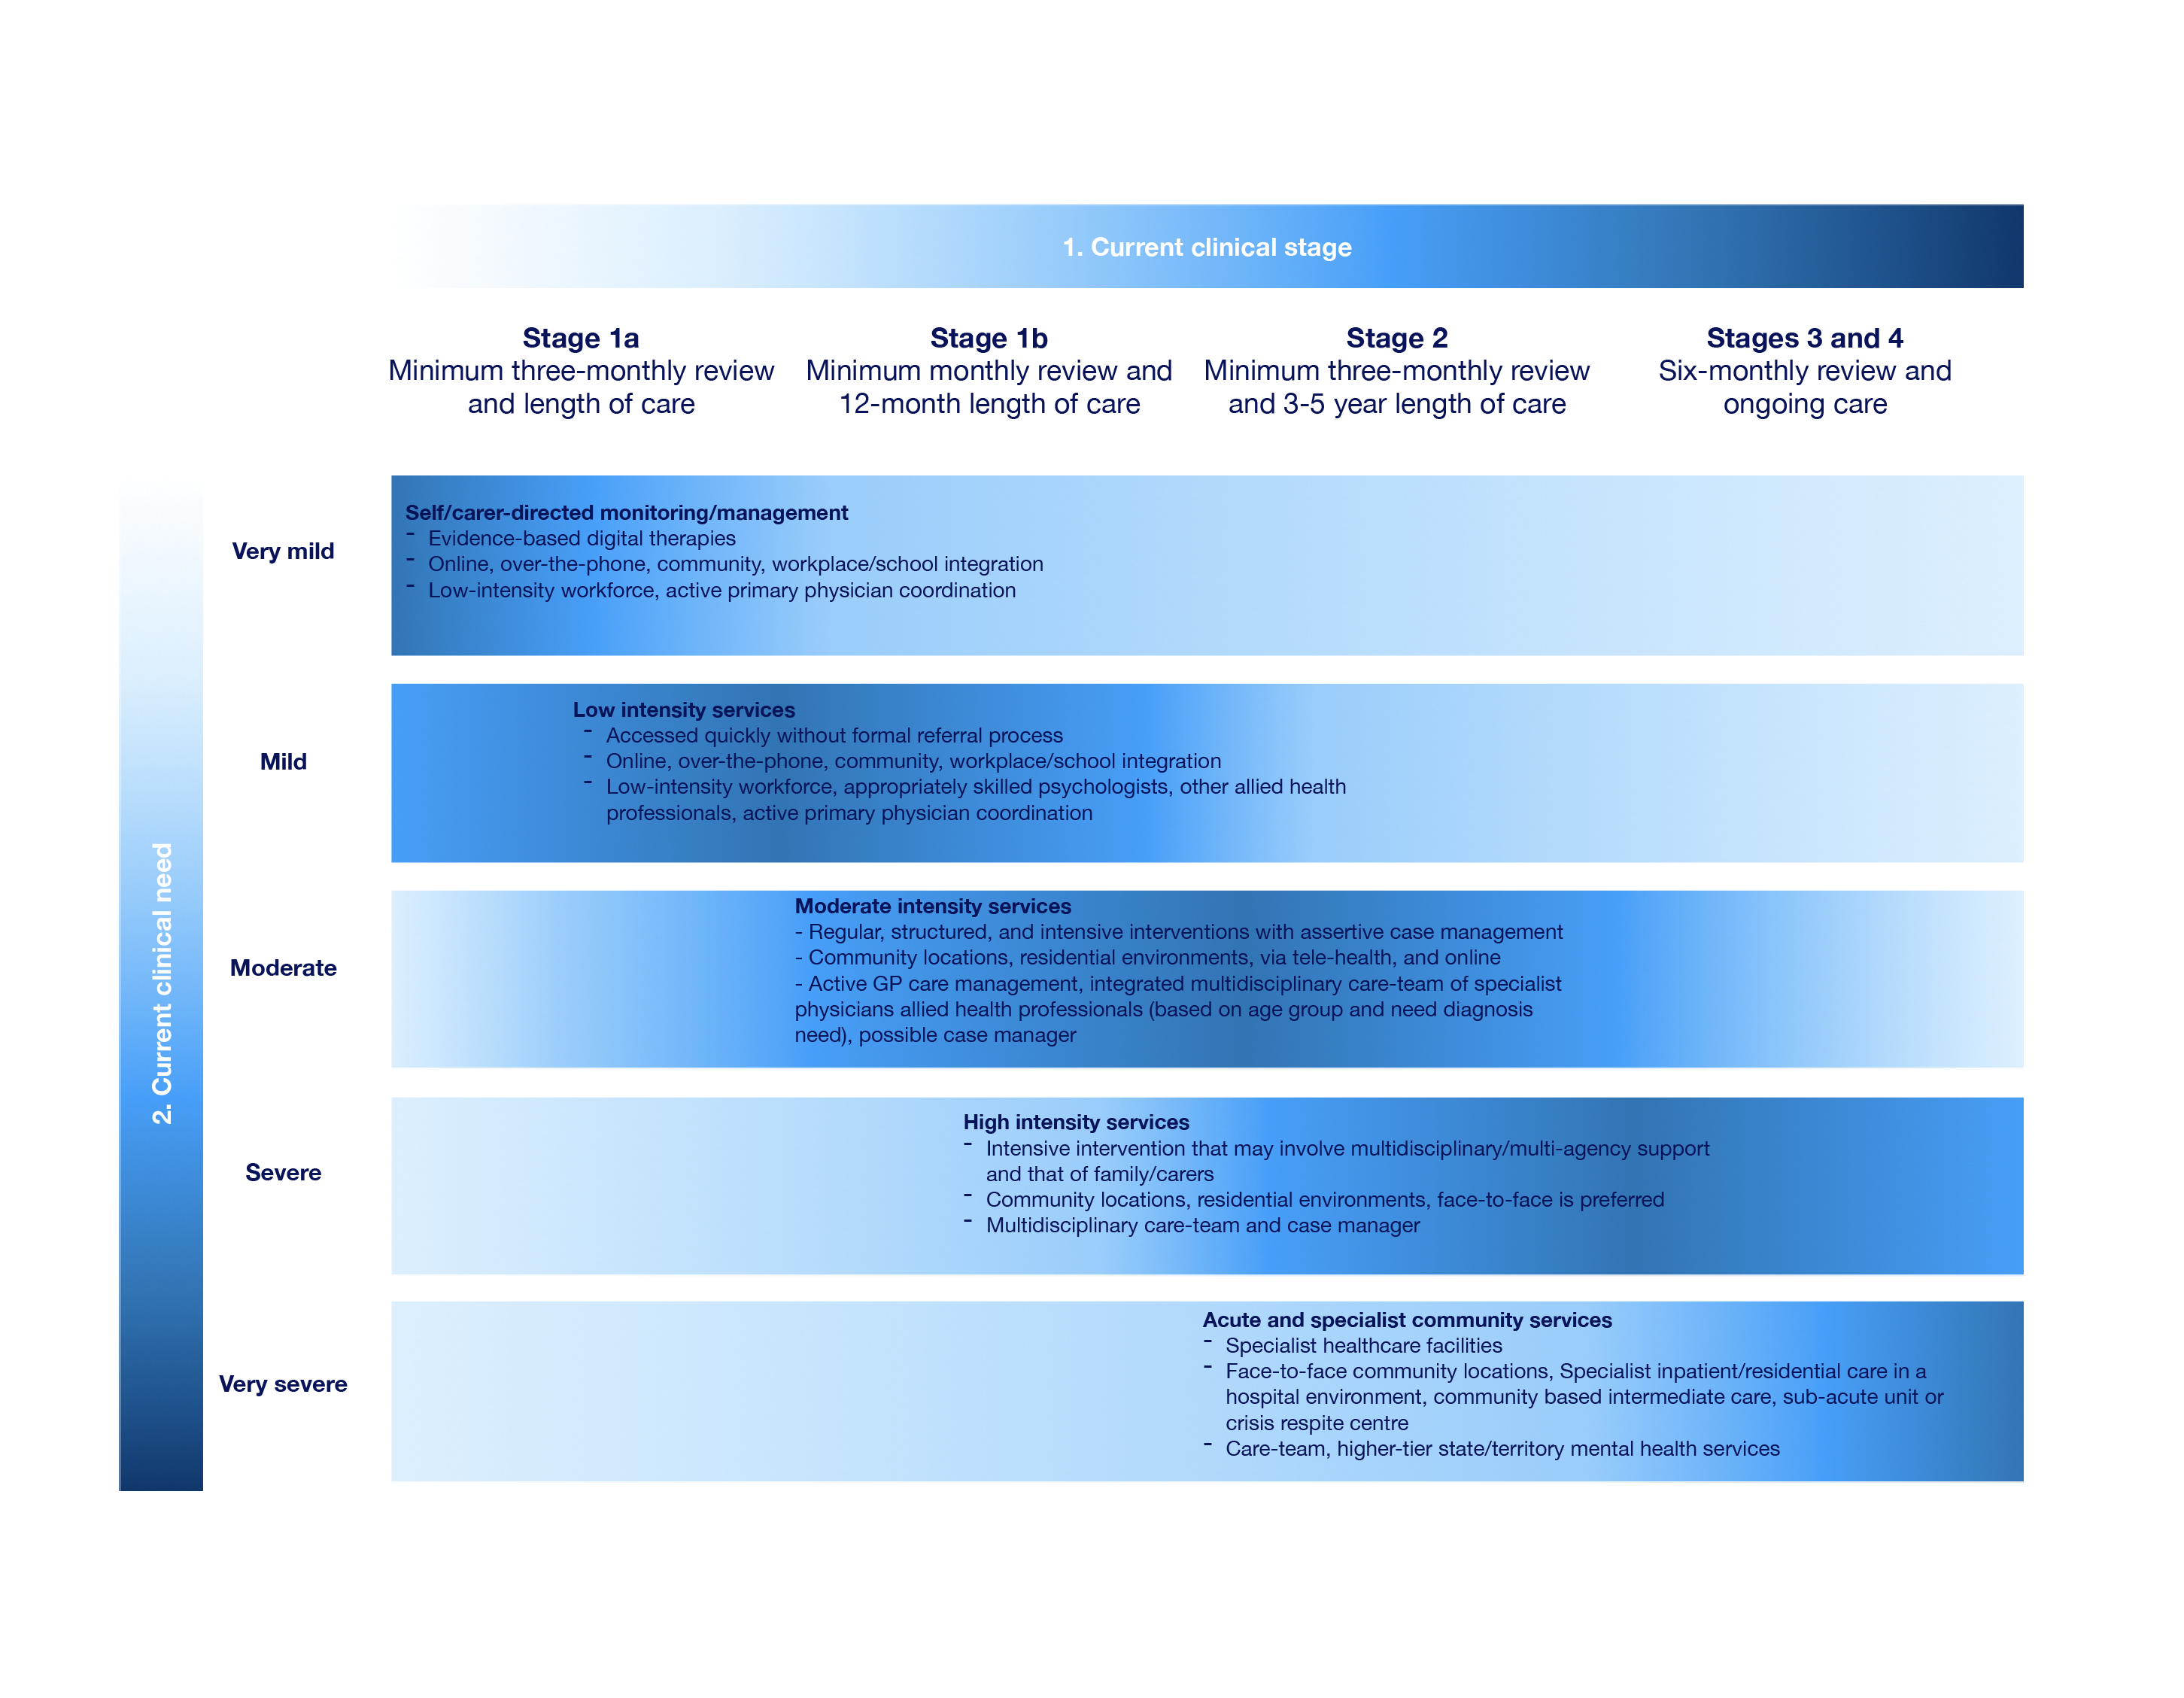 1. Current clinical stage
Stage 1a
Minimum three-monthly review
and length of care
Stage 1b
Minimum monthly review and
12-month length of care
Stage 2
Minimum three-monthly review
and 3-5 year length of care
Stages 3 and 4
Six-monthly review and
ongoing care
2. Current clinical need
Very mild
Self/carer-directed monitoring/management
- Evidence-based digital therapies
- Online, over-the-phone, community, workplace/school integration
- Low-intensity workforce, active primary physician coordination
Mild
Low intensity services
- Accessed quickly without formal referral process
- Online, over-the-phone, community, workplace/school integration
- Low-intensity workforce, appropriately skilled psychologists, other allied health
professionals, active primary physician coordination
Moderate
Moderate intensity services
- Regular, structured, and intensive interventions with assertive case management
- Community locations, residential environments, via tele-health, and online
- Active GP care management, integrated multidisciplinary care-team of specialist
physicians allied health professionals (based on age group and need diagnosis
need), possible case manager
Severe
High intensity services
- Intensive intervention that may involve multidisciplinary/multi-agency support
and that of family/carers
- Community locations, residential environments, face-to-face is preferred
- Multidisciplinary care-team and case manager
Very severe
Acute and specialist community services
- Specialist healthcare facilities
- Face-to-face community locations, Specialist inpatient/residential care in a
hospital environment, community based intermediate care, sub-acute unit or
crisis respite centre
- Care-team, higher-tier state/territory mental health services